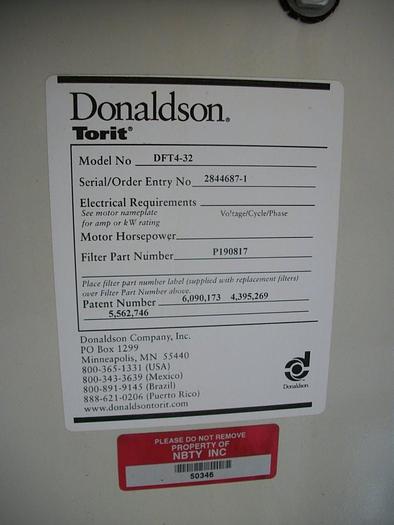 Donaldson®
Torit®
Model No DFT4-32
Serial/Order Entry No 2844687-1
Electrical Requirements
See motor nameplate Voltage/Cycle/Phase
for amp or kW rating
Motor Horsepower
Filter Part Number P190817
Place filter part number label (supplied with replacement filters)
over Filter Part Number above.
Patent Number 6,090,173 4,395,269
5,562,746
Donaldson Company, Inc.
PO Box 1299
Minneapolis, MN 55440
800-365-1331 (USA)
800-343-3639 (Mexico)
800-891-9145 (Brazil)
888-621-0206 (Puerto Rico)
www.donaldsontorit.com
Donaldson
PLEASE DO NOT REMOVE
PROPERTY OF
NBTY INC
50346